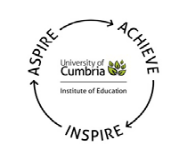 ASPIRE
ACHIEVE
University of
Cumbria
Institute of Education
INSPIRE